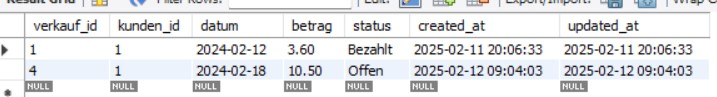 Result Grid Filter Rows: Edit: Export/Import: Wrap C
verkauf_id kunden_id datum betrag status created_at updated_at
1 1 2024-02-12 3.60 Bezahlt 2025-02-11 20:06:33 2025-02-11 20:06:33
4 1 2024-02-18 10.50 Offen 2025-02-12 09:04:03 2025-02-12 09:04:03
NULL NULL NULL NULL NULL NULL NULL